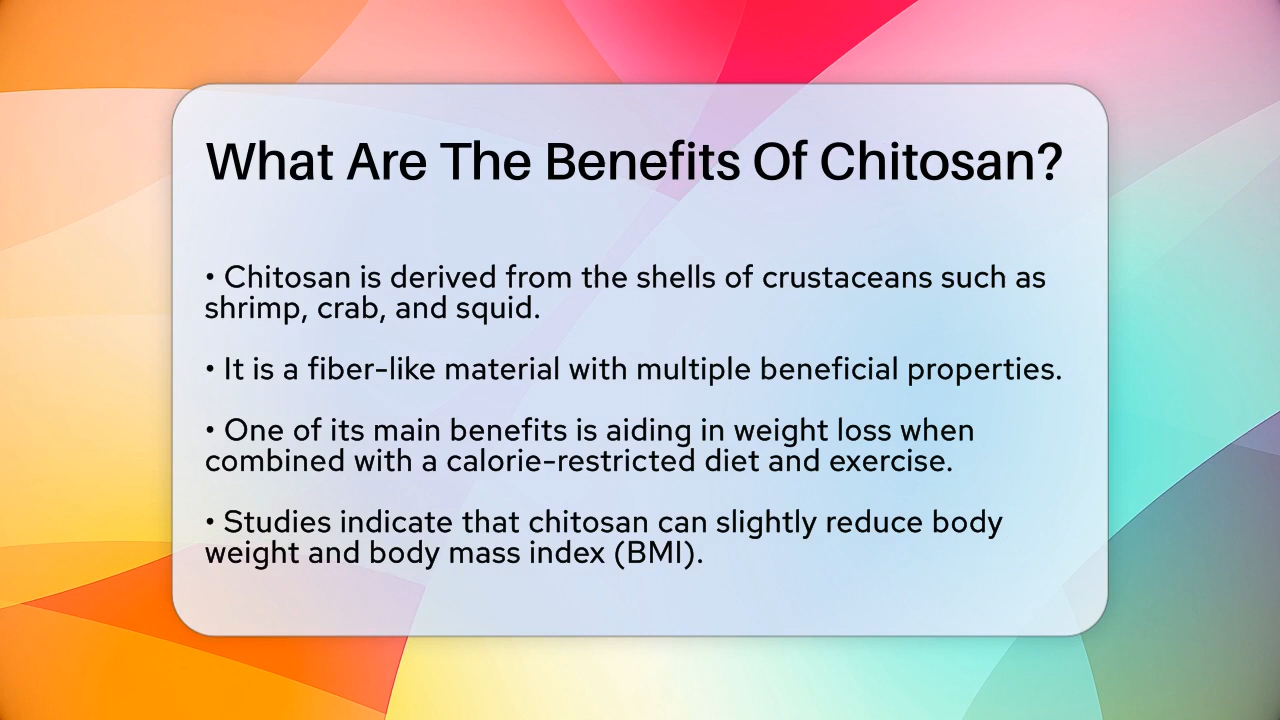 What Are The Benefits Of Chitosan?
• Chitosan is derived from the shells of crustaceans such as
shrimp, crab, and squid.
• It is a fiber-like material with multiple beneficial properties.
• One of its main benefits is aiding in weight loss when
combined with a calorie-restricted diet and exercise.
• Studies indicate that chitosan can slightly reduce body
weight and body mass index (BMI).